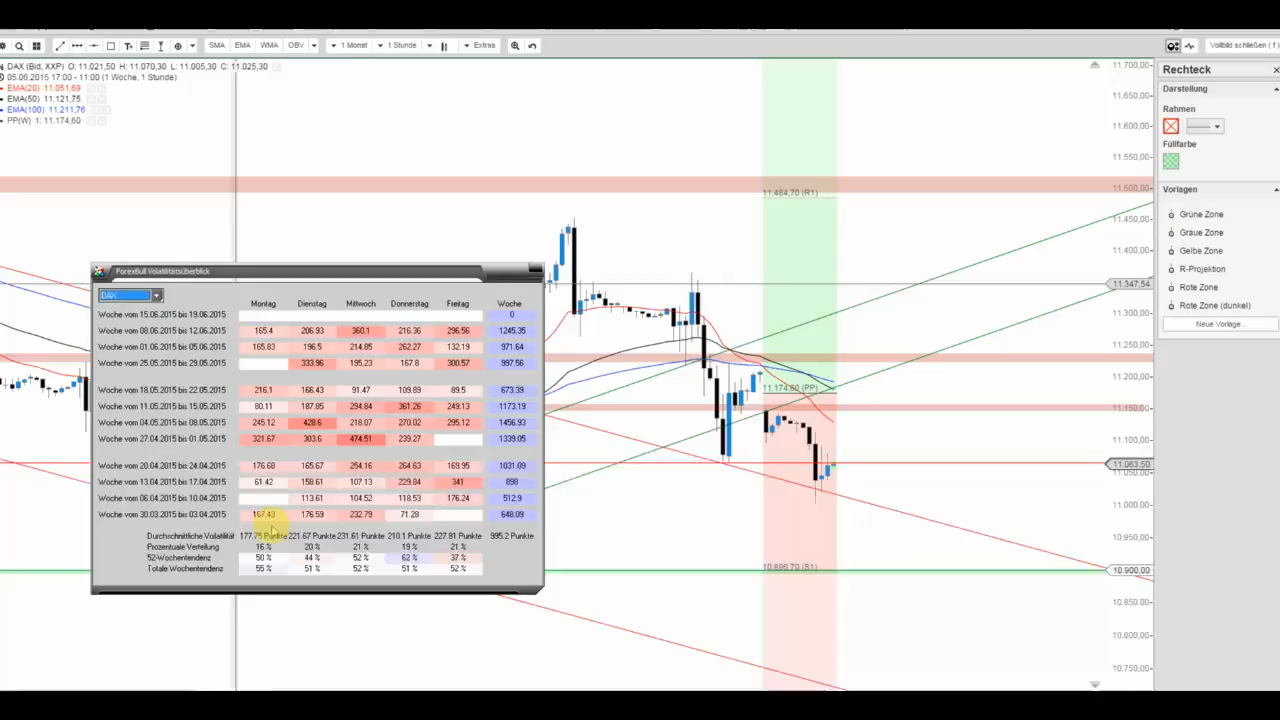 SMA EMA WMA OBV 1 Monat 1 Stunde Extras Vollbild schließen ( f )
DAX (Bid, XXP) O: 11.021,50 H: 11.070,30 L: 11.005,30 C: 11.025,30
05.06.2015 17:00 - 11:00 (1 Woche, 1 Stunde)
EMA(20) 11.051,69
EMA(50) 11.121,75
EMA(100) 11.211,76
PP(W) 1: 11.174,60
11.484,70 (R1)
11.174,60 (PP)
10.896,70 (S1)
11.700,00
11.650,00
11.600,00
11.550,00
11.500,00
11.450,00
11.400,00
11.347,54
11.300,00
11.250,00
11.200,00
11.150,00
11.100,00
11.063,50
11.050,00
11.000,00
10.950,00
10.900,00
10.850,00
10.800,00
10.750,00
ForexBull Volatilitätsüberblick
DAX
Montag Dienstag Mittwoch Donnerstag Freitag Woche
Woche vom 15.06.2015 bis 19.06.2015 0
Woche vom 08.06.2015 bis 12.06.2015 165.4 206.93 360.1 216.36 296.56 1245.35
Woche vom 01.06.2015 bis 05.06.2015 165.83 196.5 214.85 262.27 132.19 971.64
Woche vom 25.05.2015 bis 29.05.2015 333.96 195.23 167.8 300.57 997.56
Woche vom 18.05.2015 bis 22.05.2015 216.1 166.43 91.47 109.89 89.5 673.39
Woche vom 11.05.2015 bis 15.05.2015 80.11 187.85 294.84 361.26 249.13 1173.19
Woche vom 04.05.2015 bis 08.05.2015 245.12 428.6 218.07 270.02 295.12 1456.93
Woche vom 27.04.2015 bis 01.05.2015 321.67 303.6 474.51 239.27 1339.05
Woche vom 20.04.2015 bis 24.04.2015 176.68 165.67 254.16 264.63 169.95 1031.09
Woche vom 13.04.2015 bis 17.04.2015 61.42 158.61 107.13 229.84 341 898
Woche vom 06.04.2015 bis 10.04.2015 113.61 104.52 118.53 176.24 512.9
Woche vom 30.03.2015 bis 03.04.2015 167.43 176.59 232.79 71.28 648.09
Durchschnittliche Volatilität 177.75 Punkte 221.67 Punkte 231.61 Punkte 210.1 Punkte 227.81 Punkte 995.2 Punkte
Prozentuale Verteilung 16 % 20 % 21 % 19 % 21 %
52-Wochentendenz 50 % 44 % 52 % 62 % 37 %
Totale Wochentendenz 55 % 51 % 52 % 51 % 52 %
Rechteck
Darstellung
Rahmen
Füllfarbe
Vorlagen
Grüne Zone
Graue Zone
Gelbe Zone
R-Projektion
Rote Zone
Rote Zone (dunkel)
Neue Vorlage...